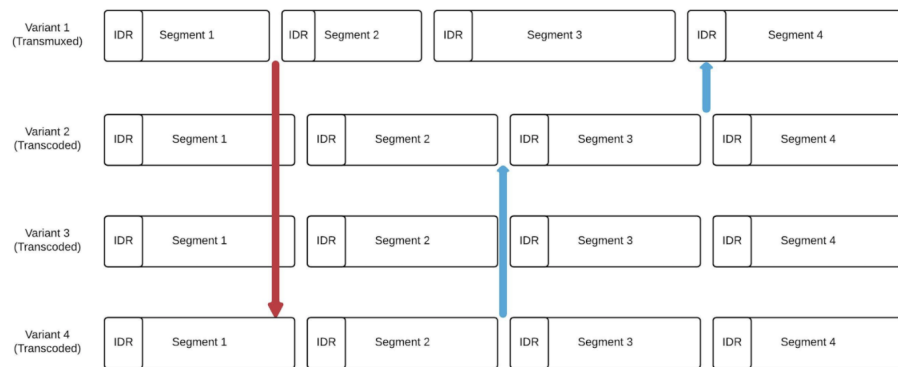 Variant 1
(Transmuxed)
IDR Segment 1 IDR Segment 2 IDR Segment 3 IDR Segment 4
Variant 2
(Transcoded)
IDR Segment 1 IDR Segment 2 IDR Segment 3 IDR Segment 4
Variant 3
(Transcoded)
IDR Segment 1 IDR Segment 2 IDR Segment 3 IDR Segment 4
Variant 4
(Transcoded)
IDR Segment 1 IDR Segment 2 IDR Segment 3 IDR Segment 4